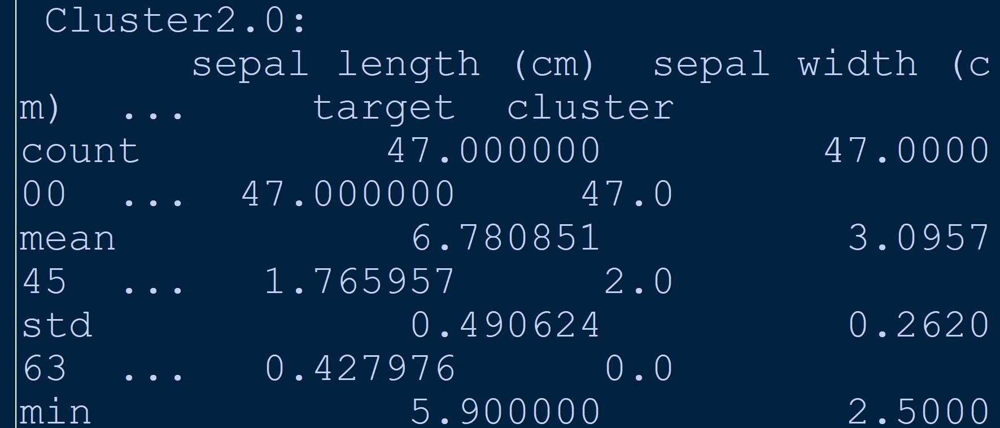 Cluster2.0:
sepal length (cm)  sepal width (c
m)  ...     target  cluster
count          47.000000         47.0000
00  ...  47.000000     47.0
mean            6.780851          3.0957
45  ...   1.765957      2.0
std             0.490624          0.2620
63  ...   0.427976      0.0
min             5.900000          2.5000